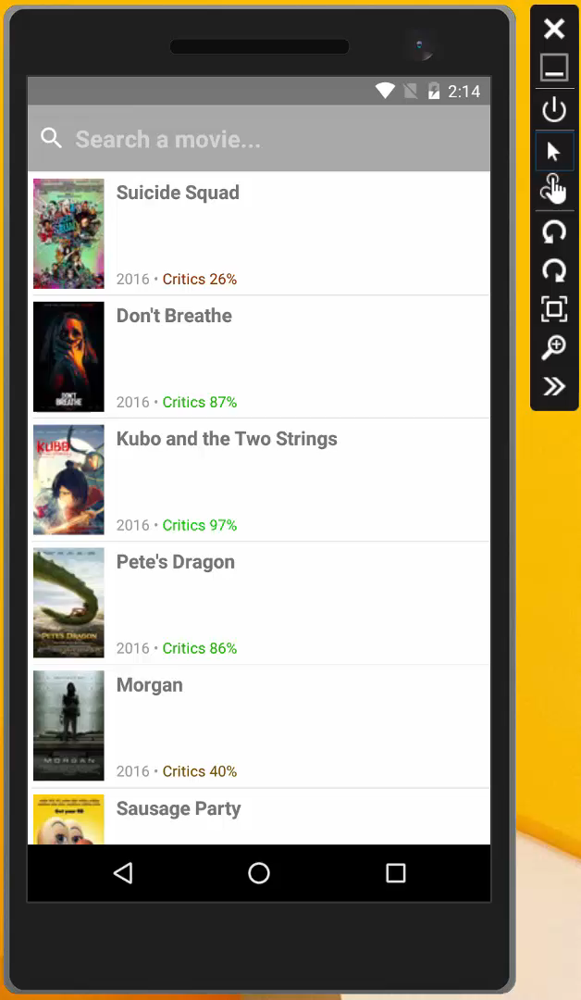 2:14
Search a movie...
Suicide Squad
2016 • Critics 26%
DON'T
BREATHE
Don't Breathe
2016 • Critics 87%
KUBO
Kubo and the Two Strings
2016 • Critics 97%
PETE'S DRAGON
Pete's Dragon
2016 • Critics 86%
MORGAN
Morgan
2016 • Critics 40%
Sausage Party